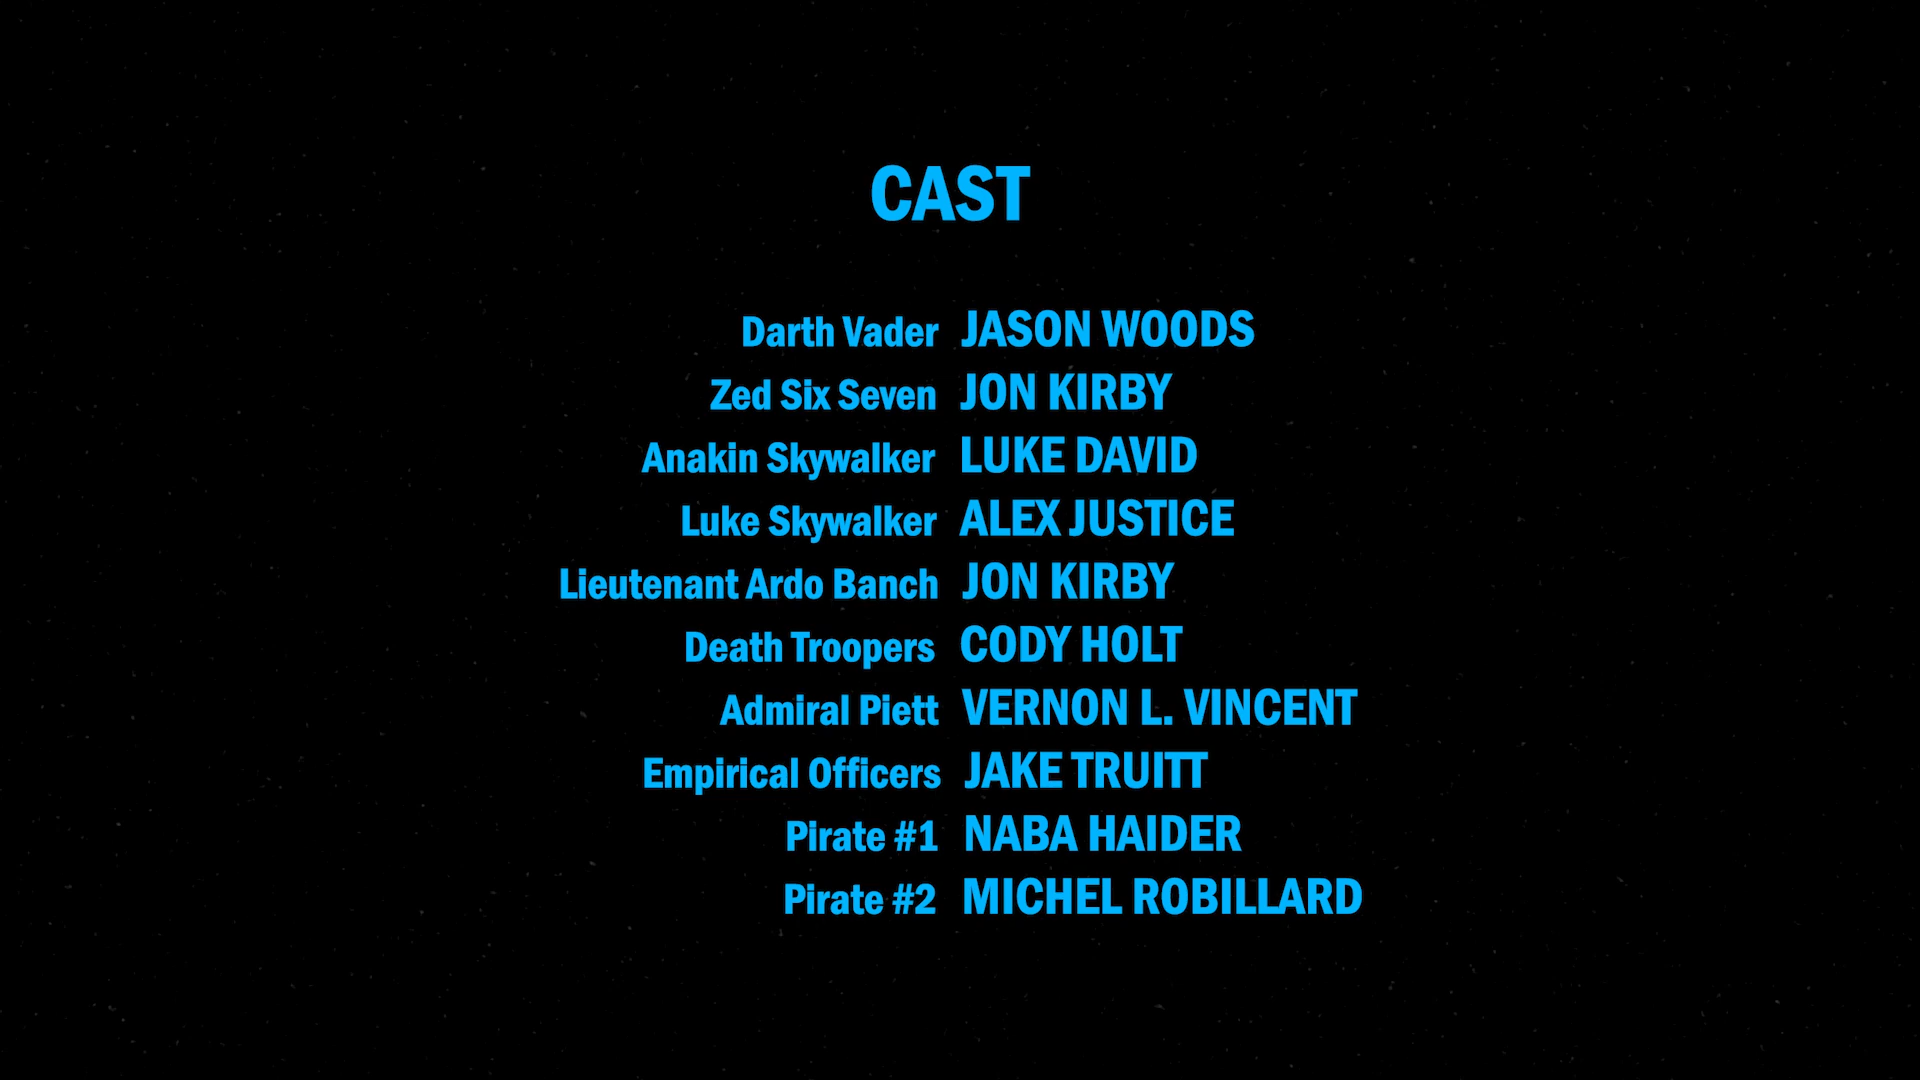 CAST
Darth Vader JASON WOODS
Zed Six Seven JON KIRBY
Anakin Skywalker LUKE DAVID
Luke Skywalker ALEX JUSTICE
Lieutenant Ardo Banch JON KIRBY
Death Troopers CODY HOLT
Admiral Piett VERNON L. VINCENT
Empirical Officers JAKE TRUITT
Pirate #1 NABA HAIDER
Pirate #2 MICHEL ROBILLARD